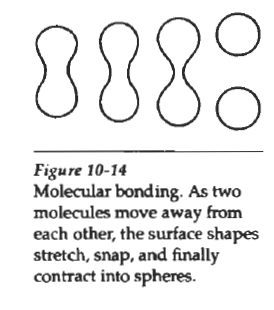 Figure 10-14
Molecular bonding. As two
molecules move away from
each other, the surface shapes
stretch, snap, and finally
contract into spheres.